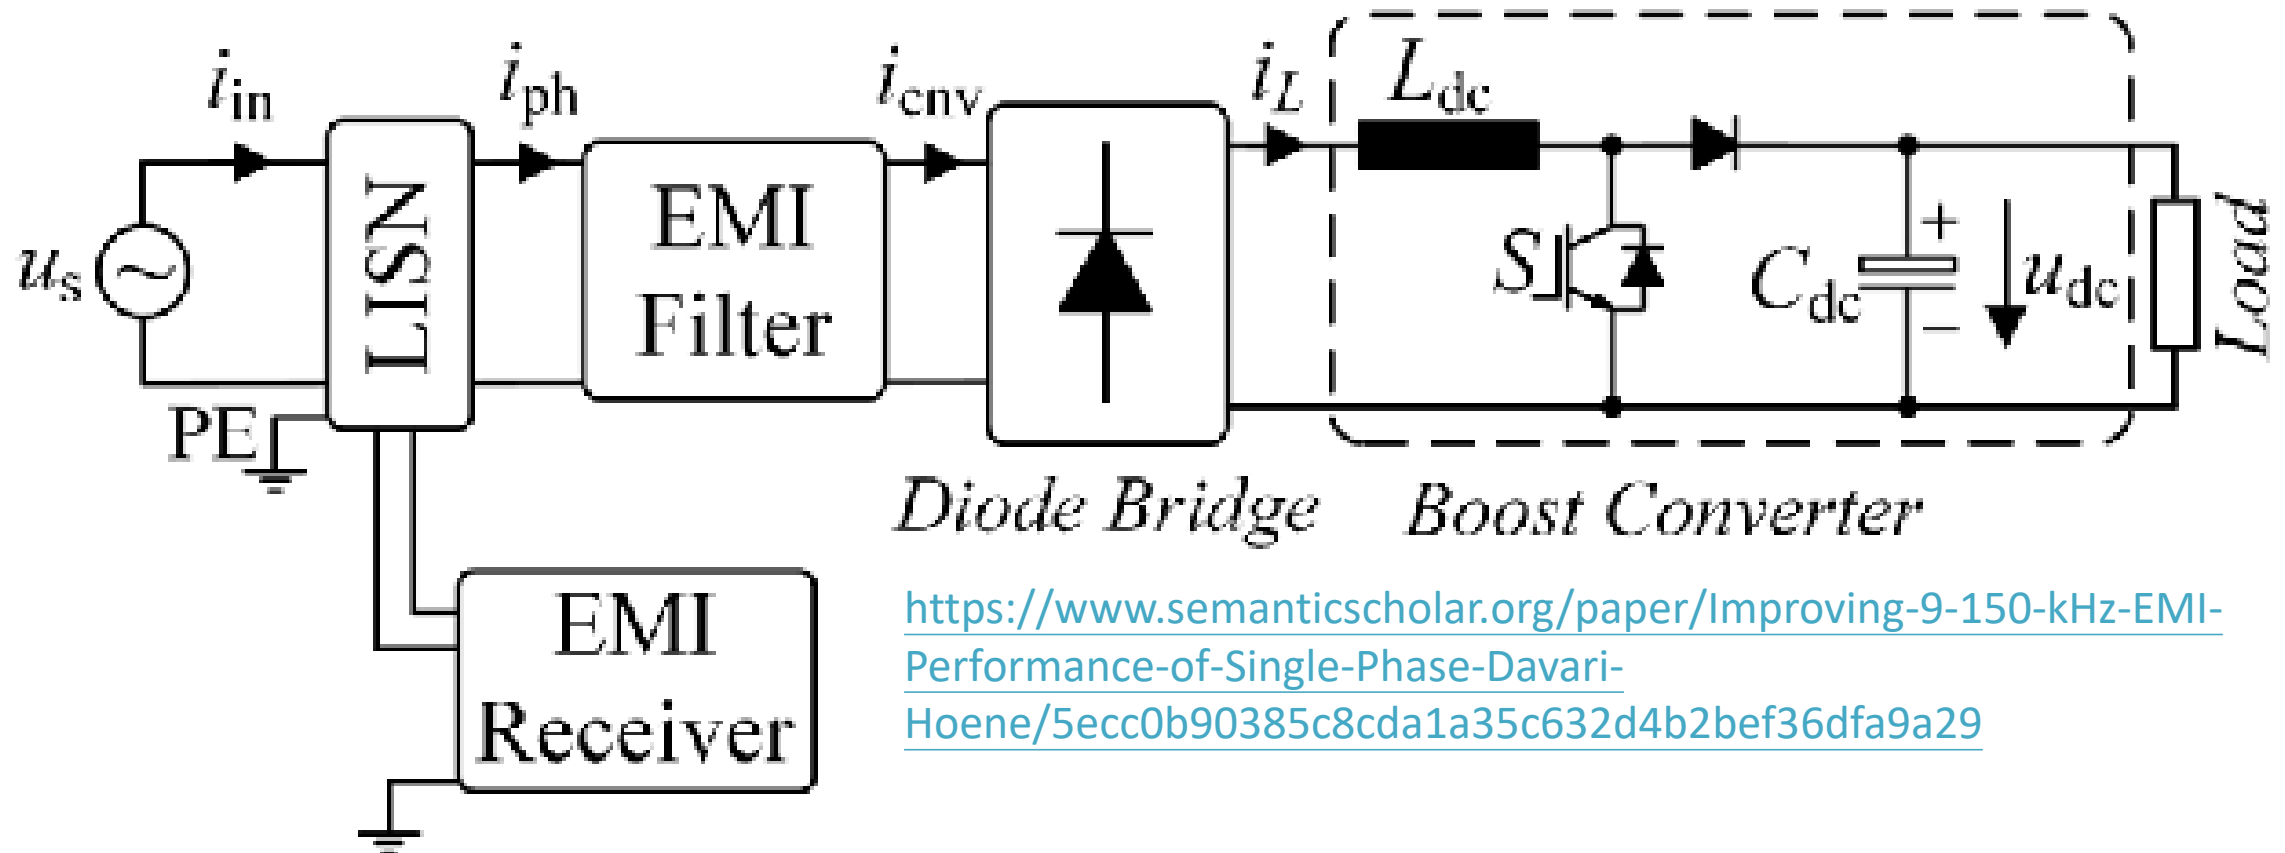 i_in
i_ph
i_cnv
i_L
L_dc
u_s
~
LISN
EMI
Filter
S
C_dc
+
−
u_dc
Load
PE
Diode Bridge
Boost Converter
EMI
Receiver
https://www.semanticscholar.org/paper/Improving-9-150-kHz-EMI-
Performance-of-Single-Phase-Davari-
Hoene/5ecc0b90385c8cda1a35c632d4b2bef36dfa9a29